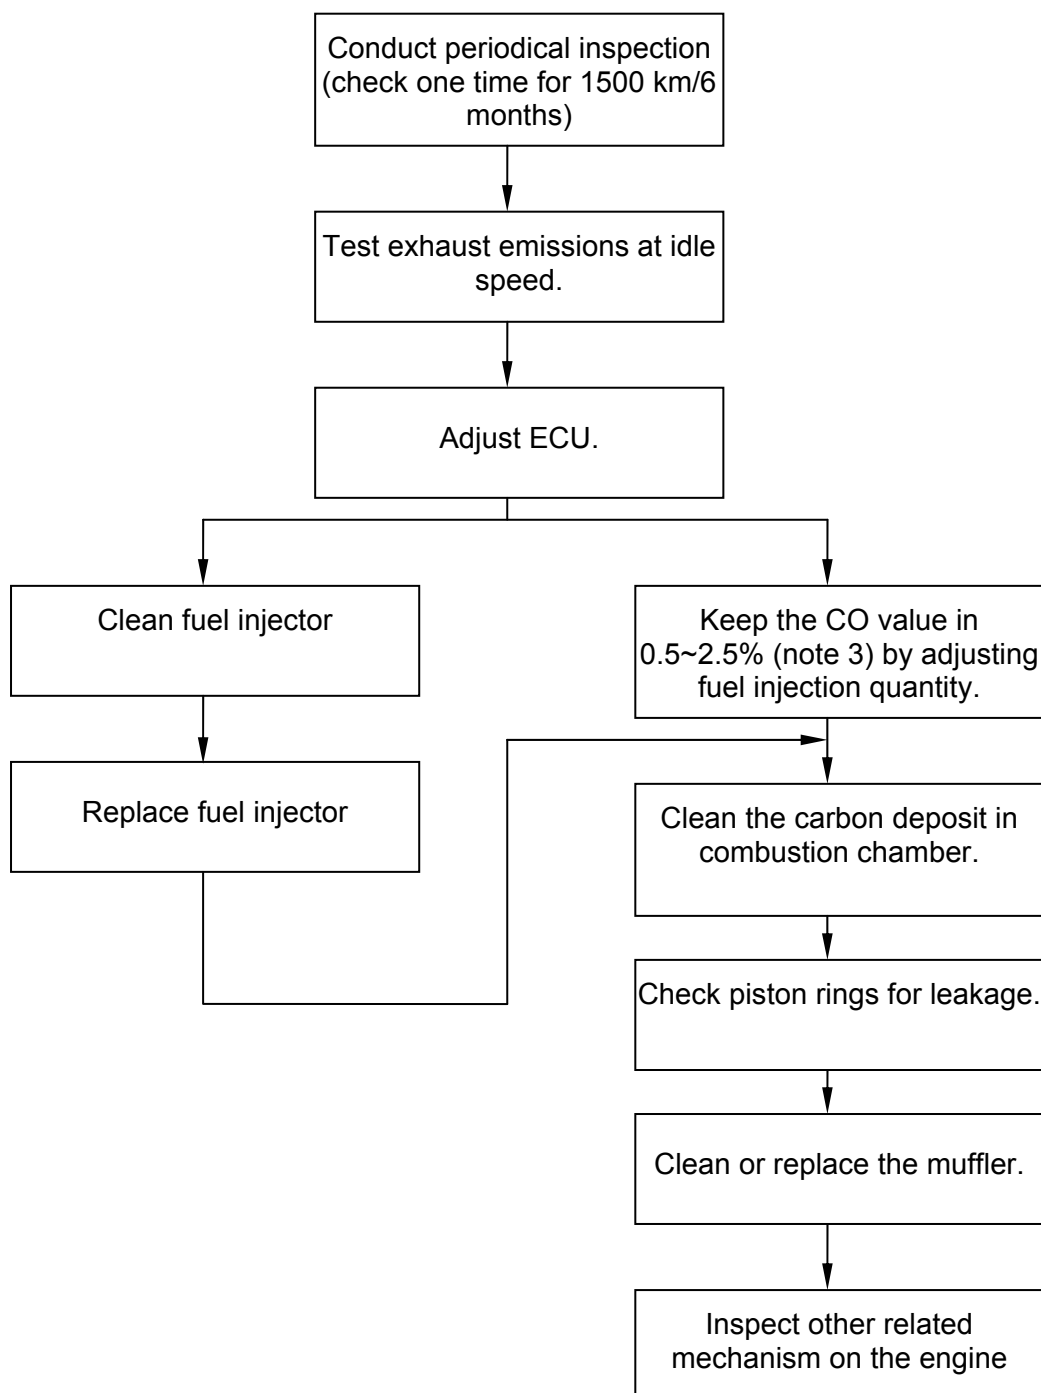 Conduct periodical inspection
(check one time for 1500 km/6
months)
Test exhaust emissions at idle
speed.
Adjust ECU.
Clean fuel injector
Keep the CO value in
0.5~2.5% (note 3) by adjusting
fuel injection quantity.
Replace fuel injector
Clean the carbon deposit in
combustion chamber.
Check piston rings for leakage.
Clean or replace the muffler.
Inspect other related
mechanism on the engine